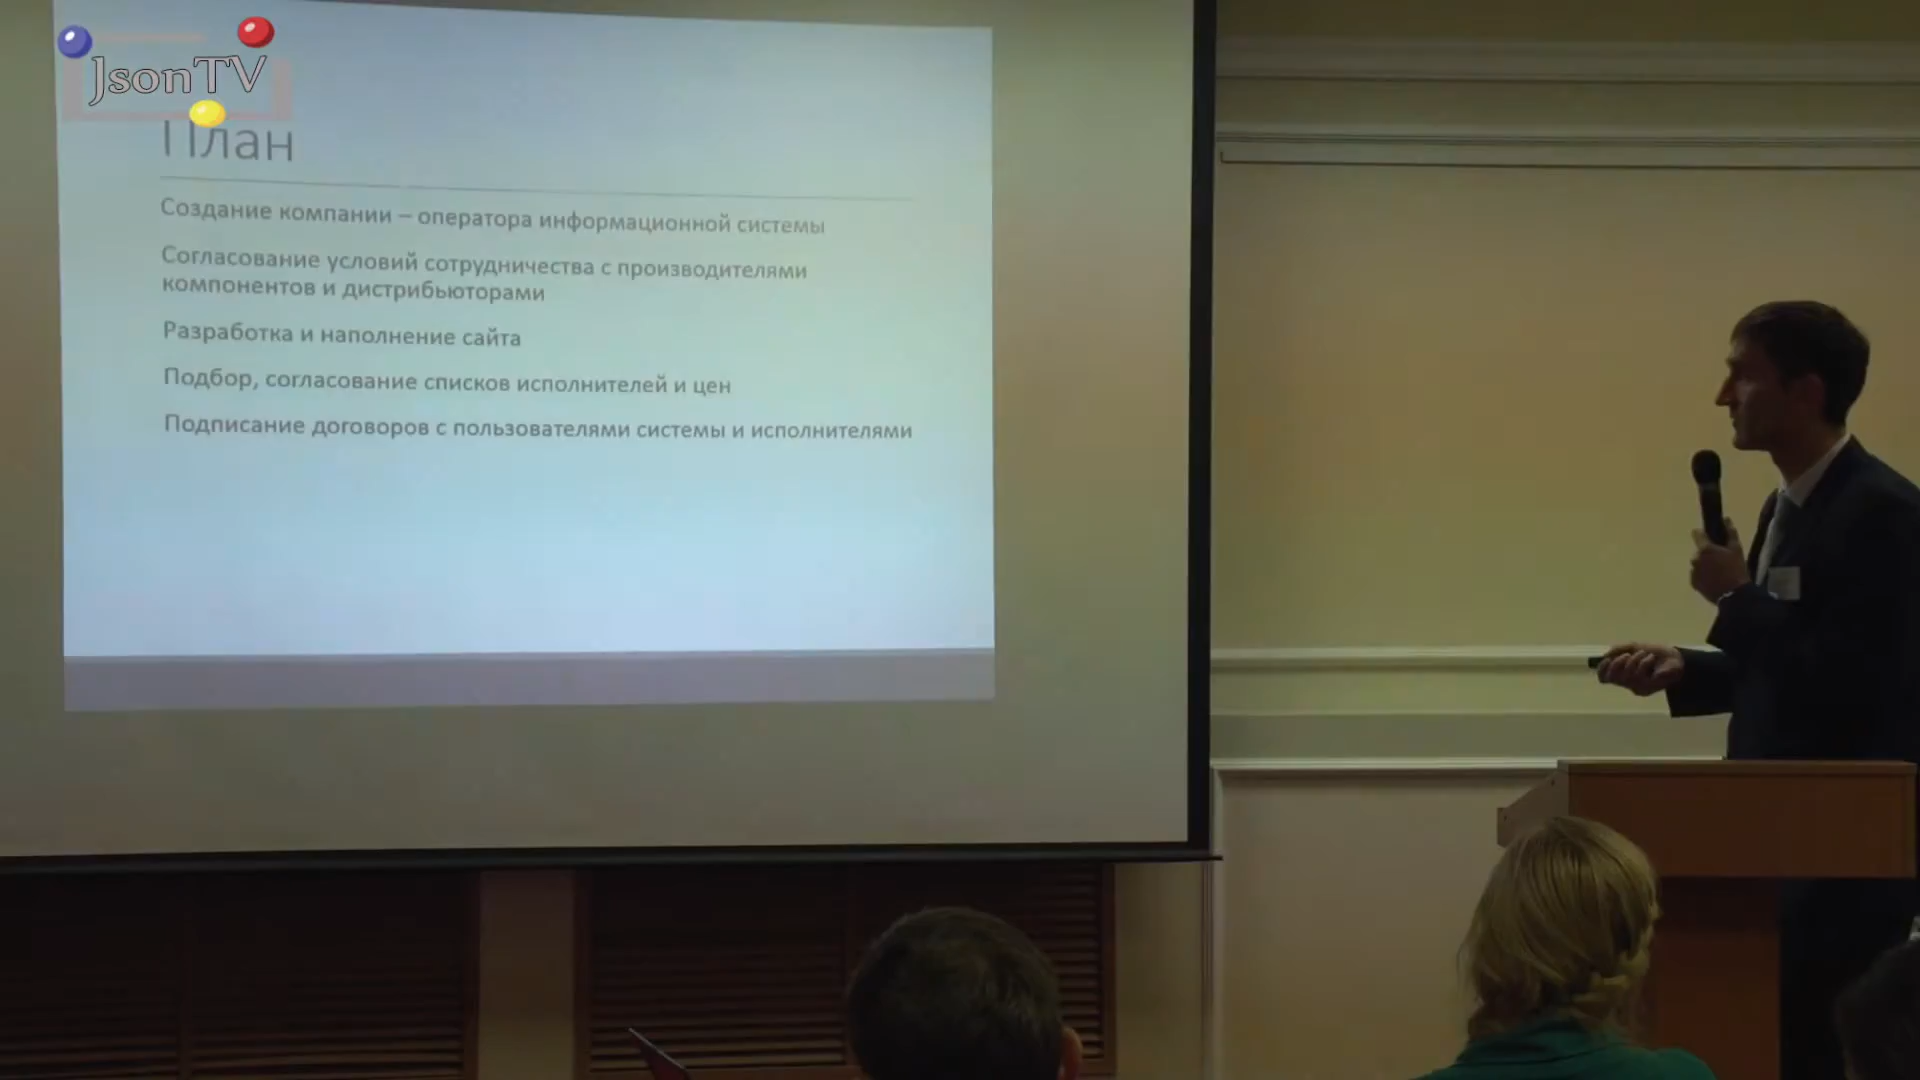 JsonTV
План
Создание компании – оператора информационной системы
Согласование условий сотрудничества с производителями
компонентов и дистрибьюторами
Разработка и наполнение сайта
Подбор, согласование списков исполнителей и цен
Подписание договоров с пользователями системы и исполнителями